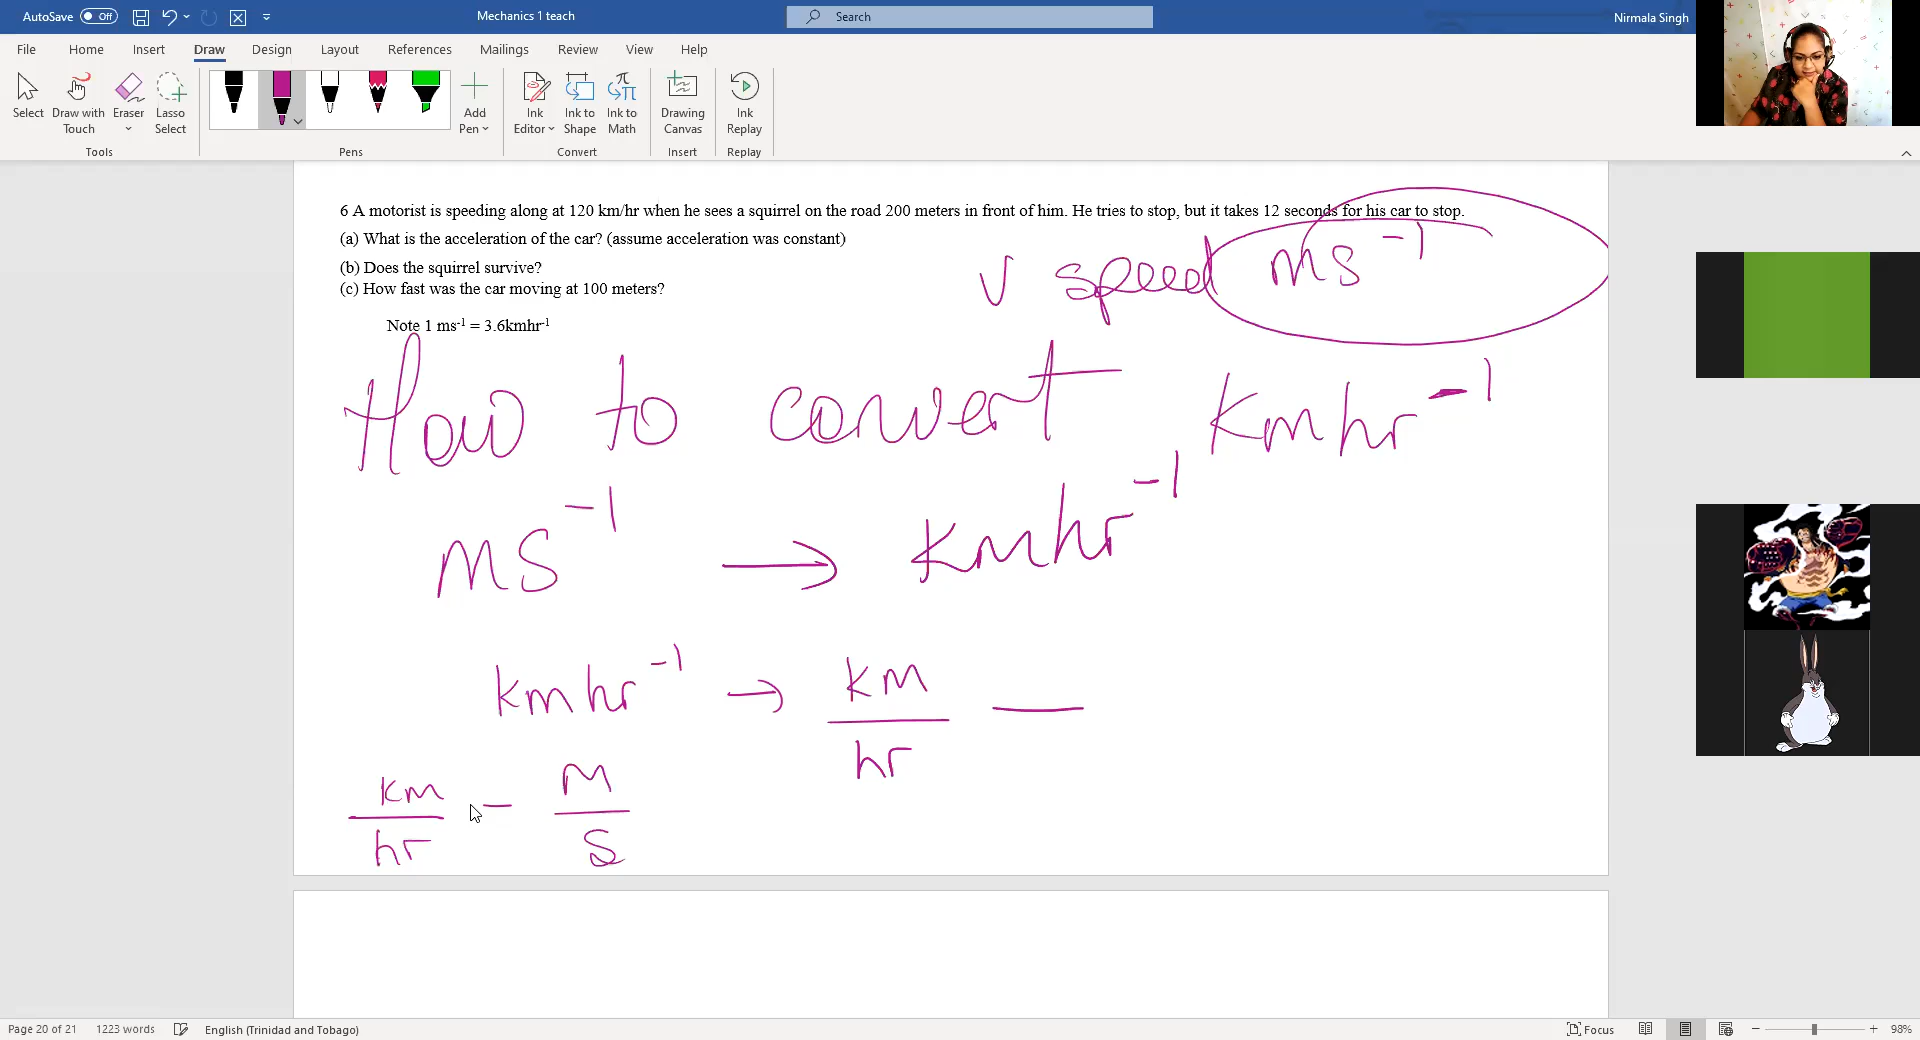 AutoSave Off Mechanics 1 teach Search Nirmala Singh
File Home Insert Draw Design Layout References Mailings Review View Help
Select Draw with Touch Eraser Lasso Select Add Pen Ink Editor Ink to Shape Ink to Math Drawing Canvas Ink Replay
Tools Pens Convert Insert Replay
6 A motorist is speeding along at 120 km/hr when he sees a squirrel on the road 200 meters in front of him. He tries to stop, but it takes 12 seconds for his car to stop.
(a) What is the acceleration of the car? (assume acceleration was constant)
(b) Does the squirrel survive?
(c) How fast was the car moving at 100 meters?
v speed ms⁻¹
Note 1 ms⁻¹ = 3.6kmhr⁻¹
How to convert kmhr⁻¹
ms⁻¹ → kmhr⁻¹
kmhr⁻¹ → km/hr
km/hr – m/s
Page 20 of 21 1223 words English (Trinidad and Tobago) Focus 98%